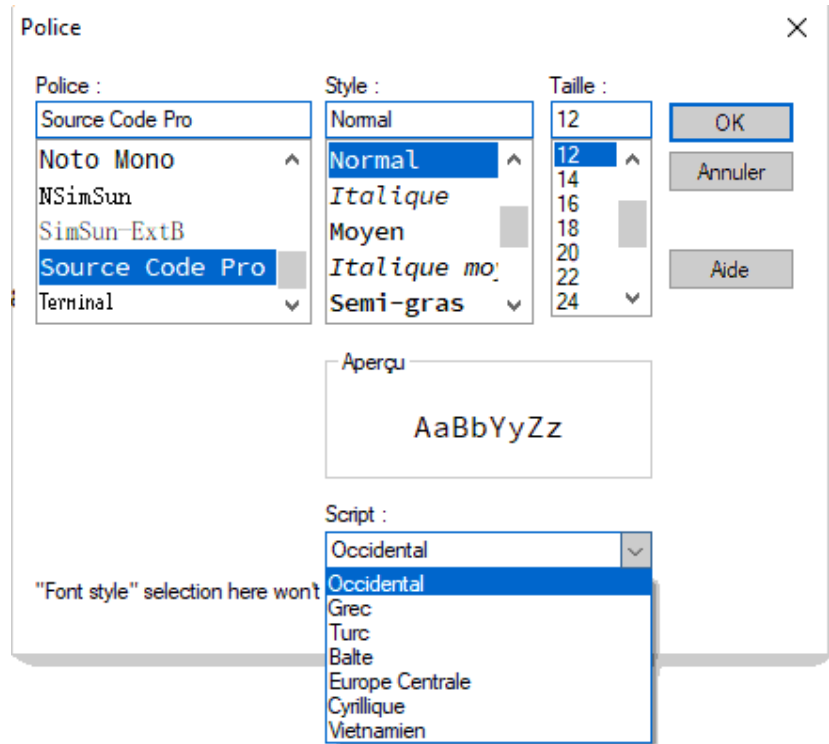 Police
Police :
Style :
Taille :
Source Code Pro
Normal
12
OK
Noto Mono
NSimSun
SimSun-ExtB
Source Code Pro
Terminal
Normal
Italique
Moyen
Italique mo
Semi-gras
12
14
16
18
20
22
24
Annuler
Aide
Aperçu
AaBbYyZz
Script :
Occidental
"Font style" selection here won't
Occidental
Grec
Turc
Balte
Europe Centrale
Cyrillique
Vietnamien